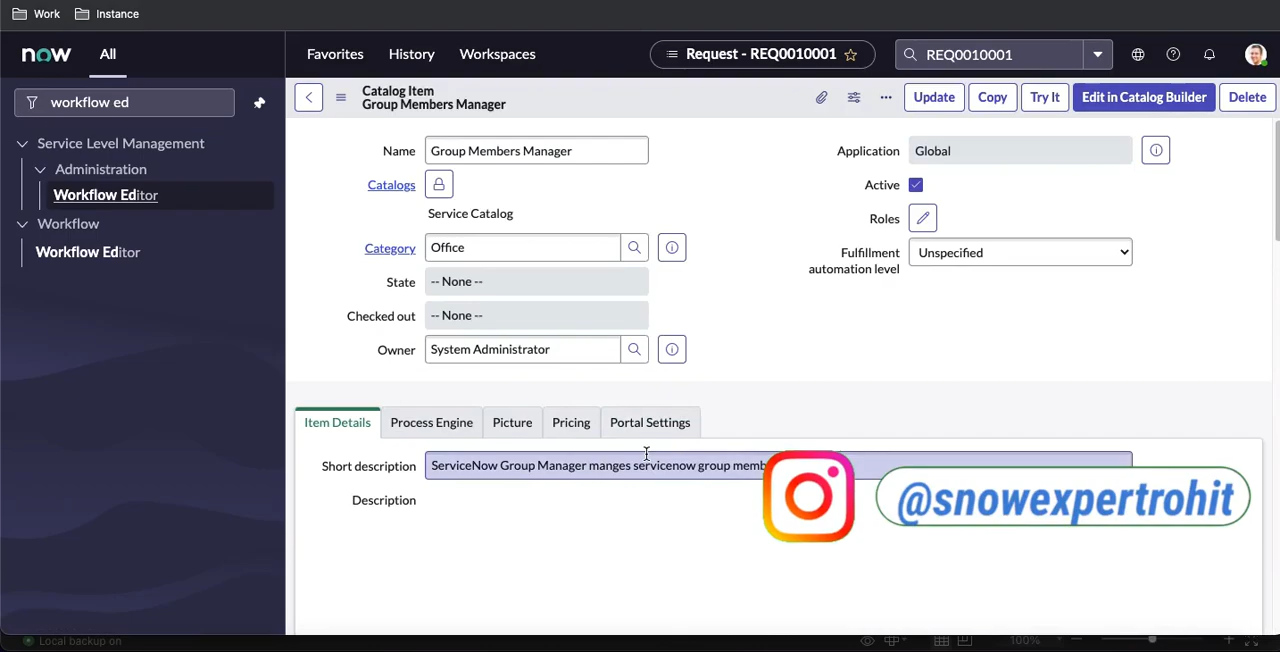 Work Instance
now All Favorites History Workspaces Request - REQ0010001 REQ0010001
workflow ed
Service Level Management
Administration
Workflow Editor
Workflow
Workflow Editor
Catalog Item
Group Members Manager
Update Copy Try It Edit in Catalog Builder Delete
Name Group Members Manager
Catalogs
Service Catalog
Category Office
State -- None --
Checked out -- None --
Owner System Administrator
Application Global
Active
Roles
Fulfillment
automation level Unspecified
Item Details Process Engine Picture Pricing Portal Settings
Short description ServiceNow Group Manager manges servicenow group memb
Description
@snowexpertrohit
Local backup on 100%